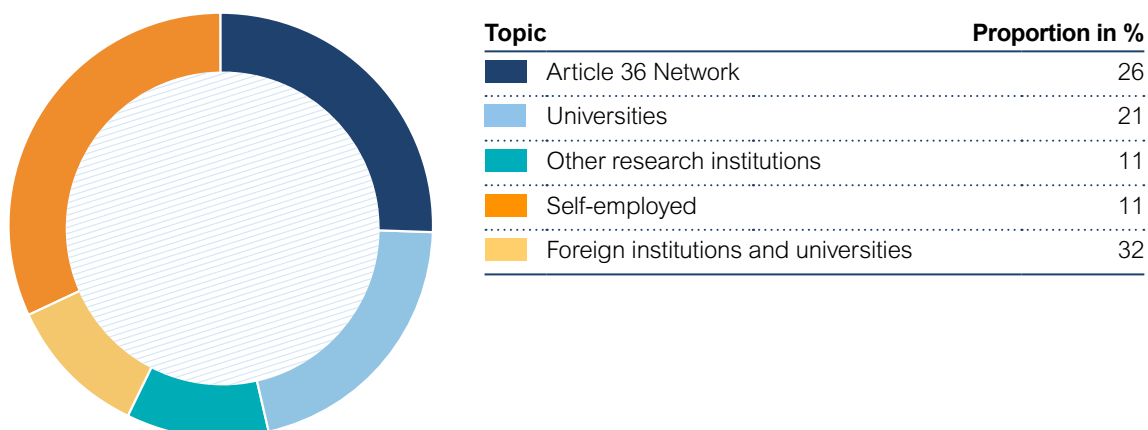 Topic Proportion in %
Article 36 Network 26
Universities 21
Other research institutions 11
Self-employed 11
Foreign institutions and universities 32